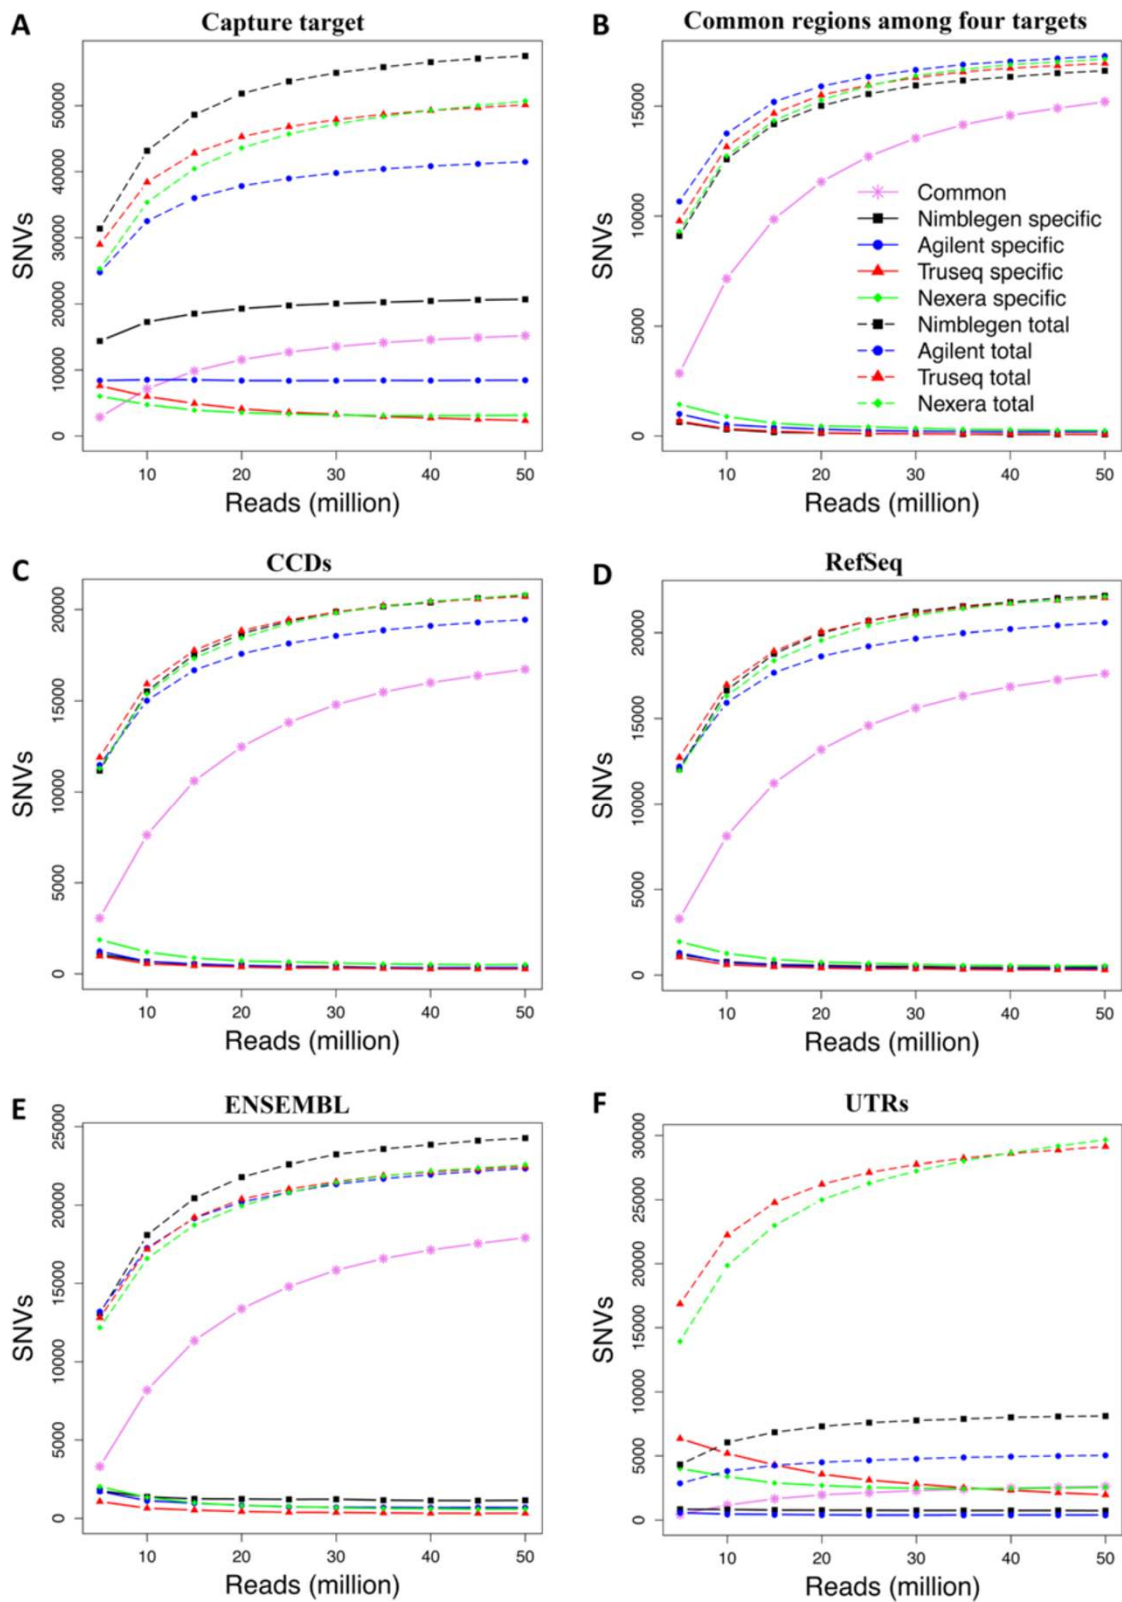 A Capture target
SNVs
0 10000 20000 30000 40000 50000
10 20 30 40 50
Reads (million)
B Common regions among four targets
SNVs
0 5000 10000 15000
Common
Nimblegen specific
Agilent specific
Truseq specific
Nexera specific
Nimblegen total
Agilent total
Truseq total
Nexera total
10 20 30 40 50
Reads (million)
C CCDs
SNVs
0 5000 10000 15000 20000
10 20 30 40 50
Reads (million)
D RefSeq
SNVs
0 5000 10000 15000 20000
10 20 30 40 50
Reads (million)
E ENSEMBL
SNVs
0 5000 10000 15000 20000 25000
10 20 30 40 50
Reads (million)
F UTRs
SNVs
0 5000 10000 15000 20000 25000 30000
10 20 30 40 50
Reads (million)